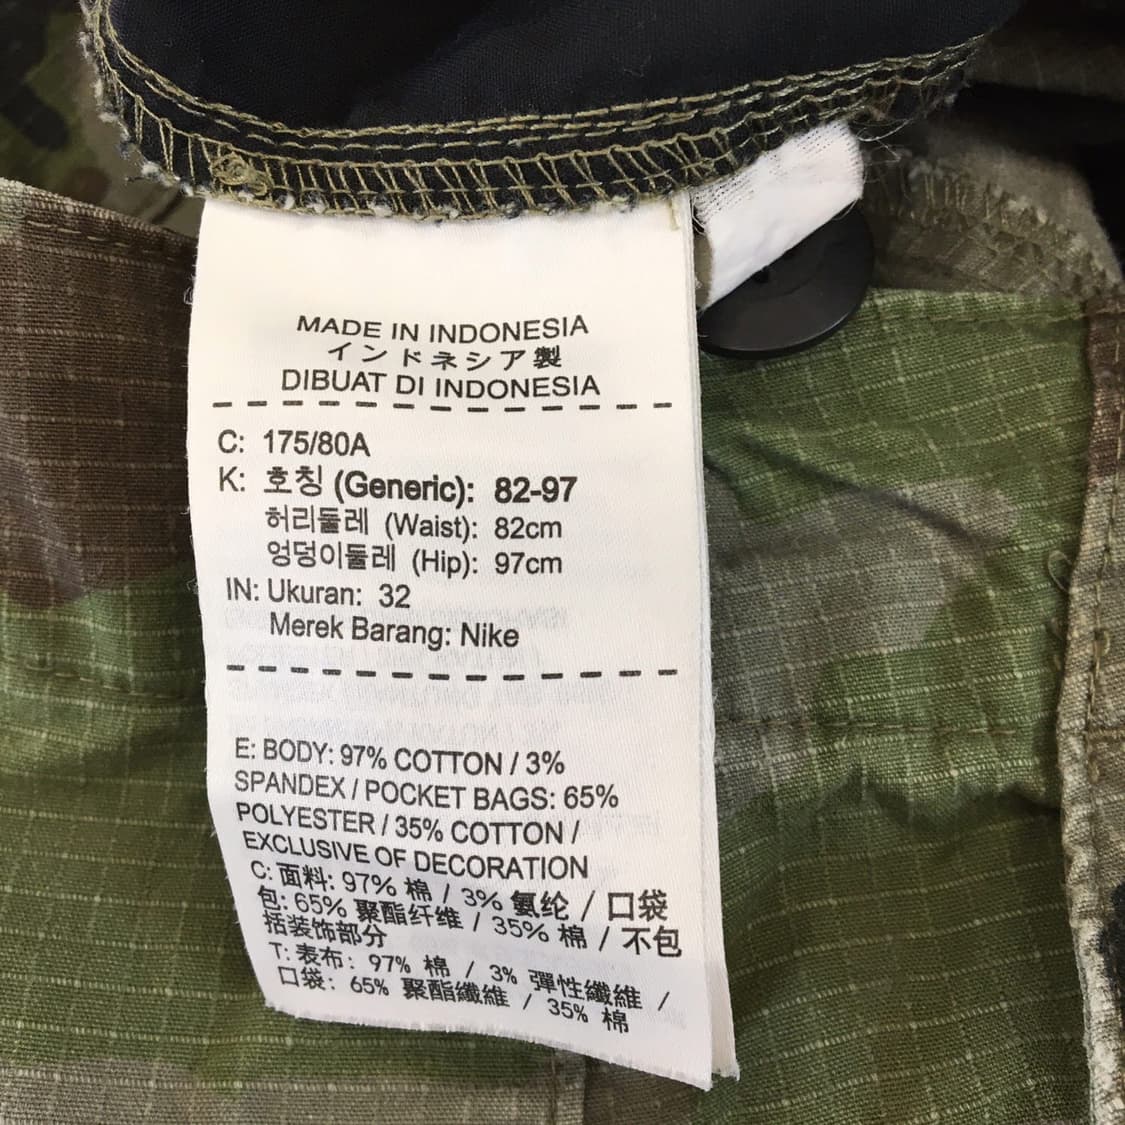 MADE IN INDONESIA
インドネシア製
DIBUAT DI INDONESIA
C: 175/80A
K: 호칭 (Generic): 82-97
허리둘레 (Waist): 82cm
엉덩이둘레 (Hip): 97cm
IN: Ukuran: 32
Merek Barang: Nike
E: BODY: 97% COTTON / 3%
SPANDEX / POCKET BAGS: 65%
POLYESTER / 35% COTTON /
EXCLUSIVE OF DECORATION
C: 面料: 97% 棉 / 3% 氨纶 / 口袋
包: 65% 聚酯纤维 / 35% 棉 / 不包
括装饰部分
T: 表布: 97% 棉 / 3% 彈性纖維 /
口袋: 65% 聚酯纖維 / 35% 棉